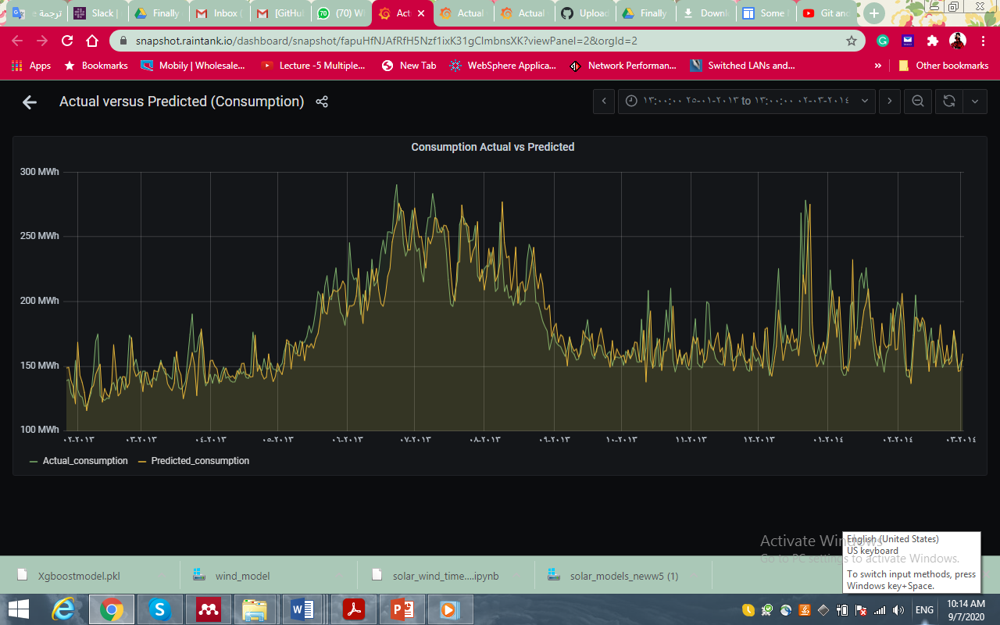 ترجمة
Slack
Finally
Inbox
[GitHu
(70) W
Act
Actual
Actual
Upload
Finally
Downl
Some
Git and
snapshot.raintank.io/dashboard/snapshot/fapuHfNJAfRfH5Nzf1ixK31gClmbnsXK?viewPanel=2&orgId=2
Apps
Bookmarks
Mobily | Wholesale...
Lecture -5 Multiple...
New Tab
WebSphere Applica...
Network Performan...
Switched LANs and...
»
Other bookmarks
Actual versus Predicted (Consumption)
١٣:٠٠:٠٠ ٢٥-٠١-٢٠١٣ to ١٣:٠٠:٠٠ ٠٢-٠٣-٢٠١٤
Consumption Actual vs Predicted
300 MWh
250 MWh
200 MWh
150 MWh
100 MWh
٠٢-٢٠١٣
٠٣-٢٠١٣
٠٤-٢٠١٣
٠٥-٢٠١٣
٠٦-٢٠١٣
٠٧-٢٠١٣
٠٨-٢٠١٣
٠٩-٢٠١٣
١٠-٢٠١٣
١١-٢٠١٣
١٢-٢٠١٣
٠١-٢٠١٤
٠٢-٢٠١٤
٠٣-٢٠١٤
Actual_consumption
Predicted_consumption
Activate Windows
Go to PC settings to activate Windows.
English (United States)
US keyboard
To switch input methods, press
Windows key+Space.
Xgboostmodel.pkl
wind_model
solar_wind_time....ipynb
solar_models_neww5 (1)
ENG
10:14 AM
9/7/2020